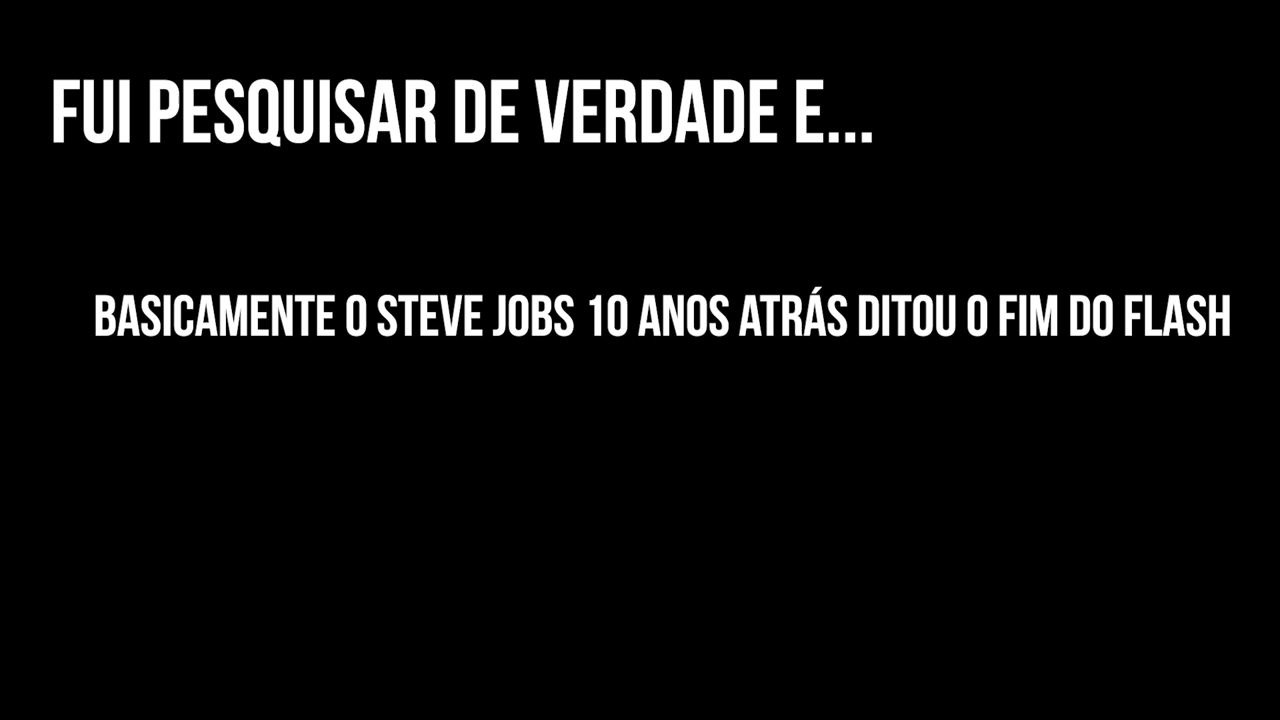 FUI PESQUISAR DE VERDADE E...
BASICAMENTE O STEVE JOBS 10 ANOS ATRÁS DITOU O FIM DO FLASH